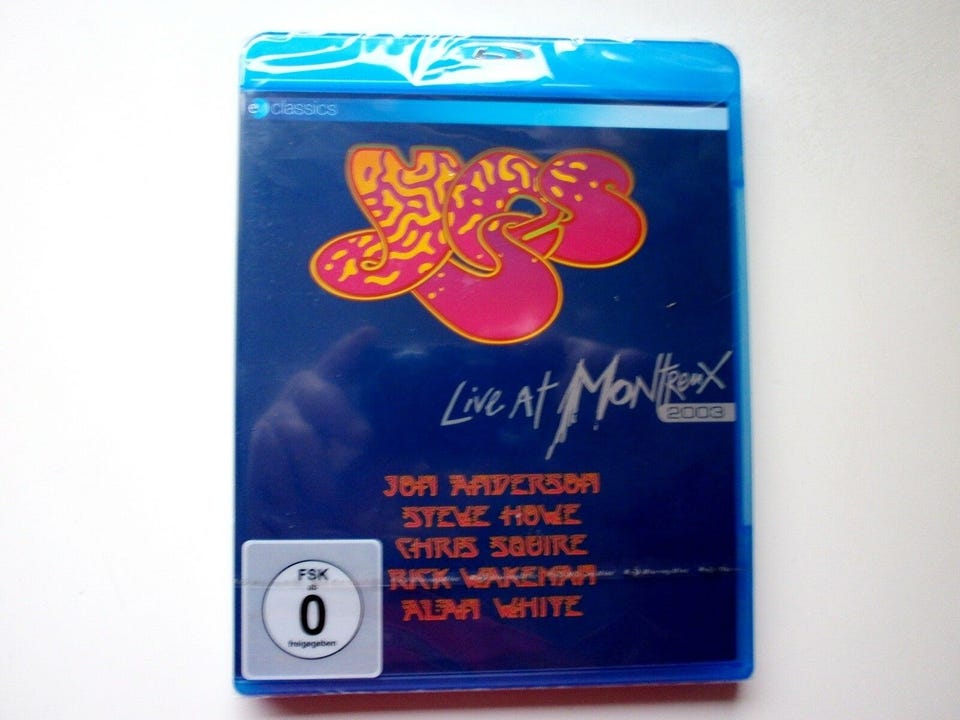 ev classics
yes
Live At Montreux
2003
JON ANDERSON
STEVE HOWE
CHRIS SQUIRE
RICK WAKEMAN
ALAN WHITE
FSK
ab
0
freigegeben